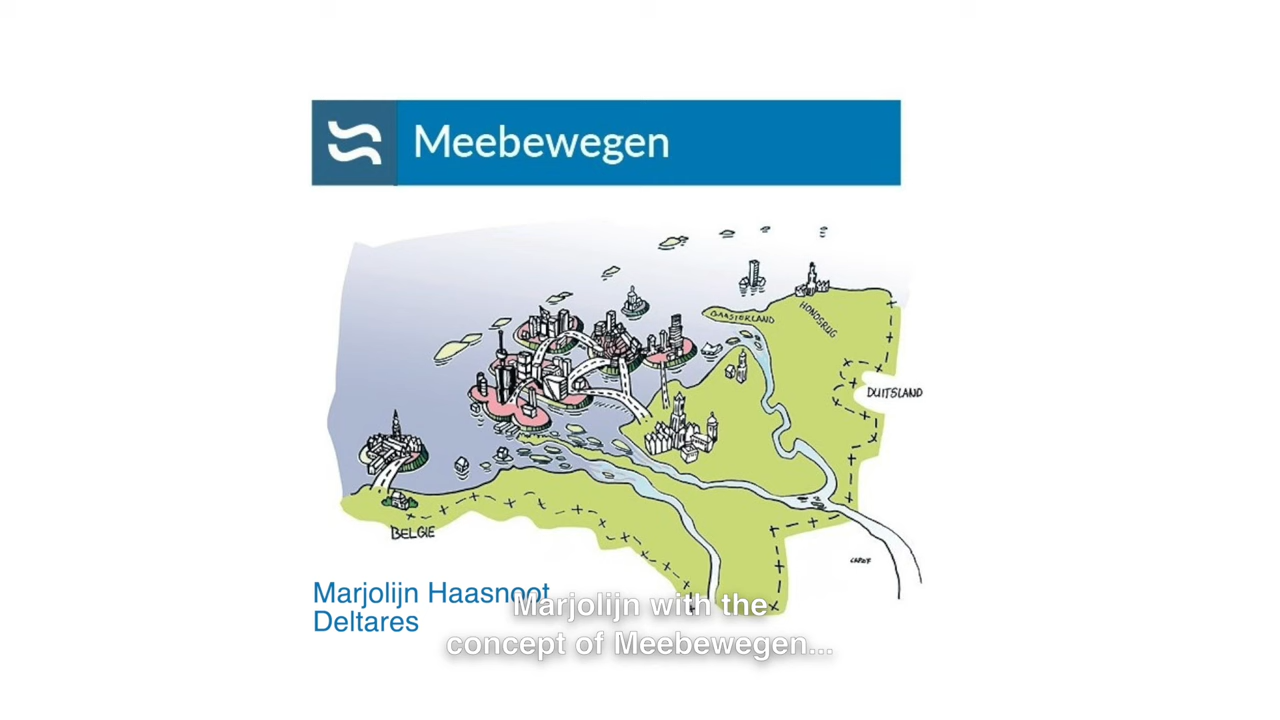 Meebewegen
GAASTERLAND
HONDSRUG
DUITSLAND
BELGIE
Marjolijn Haasnoot
Deltares
Marjolijn with the
concept of Meebewegen...